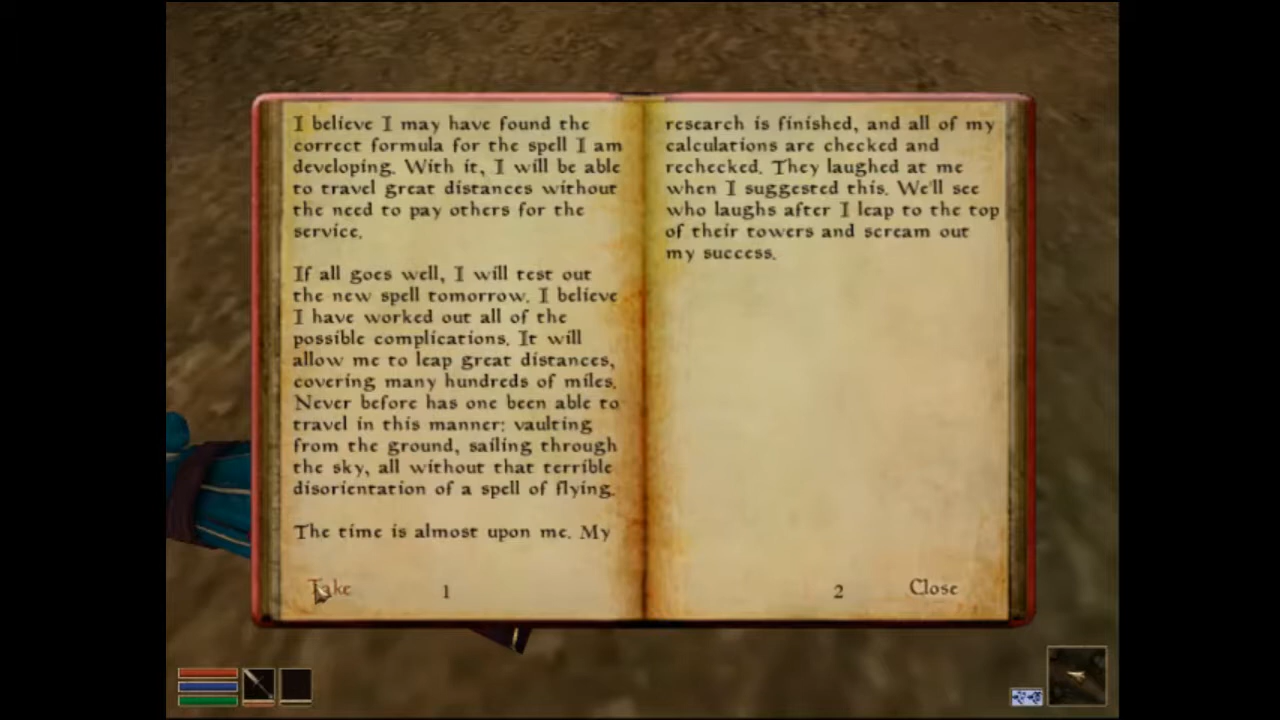 I believe I may have found the
correct formula for the spell I am
developing. With it, I will be able
to travel great distances without
the need to pay others for the
service.
If all goes well, I will test out
the new spell tomorrow. I believe
I have worked out all of the
possible complications. It will
allow me to leap great distances,
covering many hundreds of miles.
Never before has one been able to
travel in this manner: vaulting
from the ground, sailing through
the sky, all without that terrible
disorientation of a spell of flying.
The time is almost upon me. My
research is finished, and all of my
calculations are checked and
rechecked. They laughed at me
when I suggested this. We'll see
who laughs after I leap to the top
of their towers and scream out
my success.
Take
1
2
Close